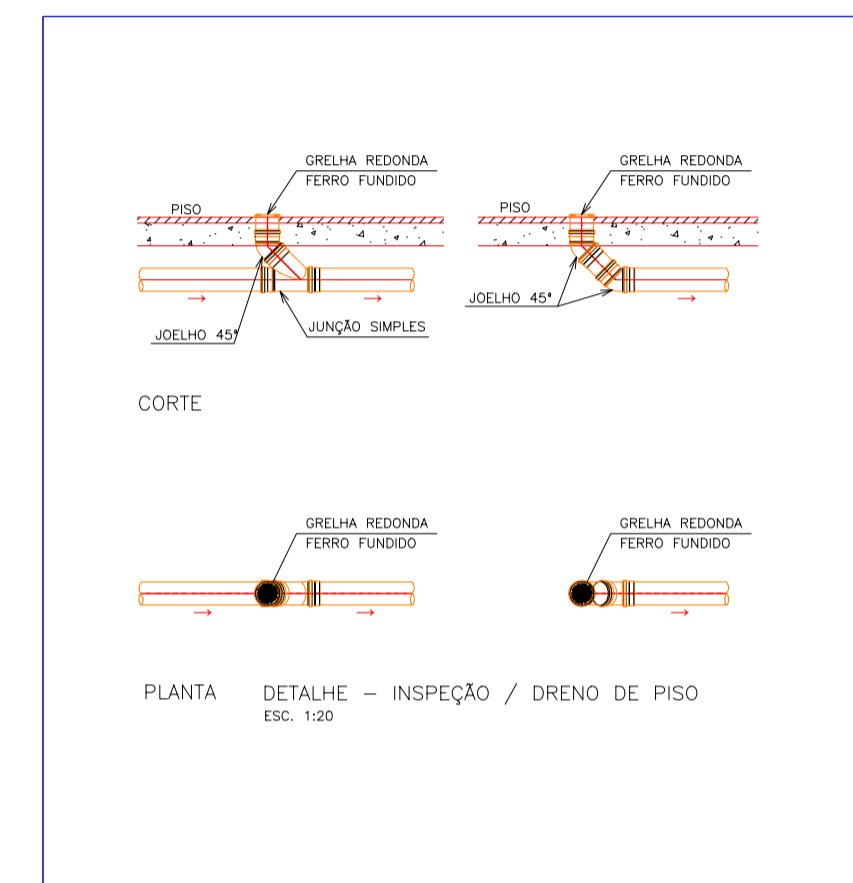 GRELHA REDONDA
FERRO FUNDIDO
PISO
JOELHO 45°
JUNÇÃO SIMPLES
GRELHA REDONDA
FERRO FUNDIDO
PISO
JOELHO 45°
CORTE
GRELHA REDONDA
FERRO FUNDIDO
GRELHA REDONDA
FERRO FUNDIDO
PLANTA
DETALHE – INSPEÇÃO / DRENO DE PISO
ESC. 1:20